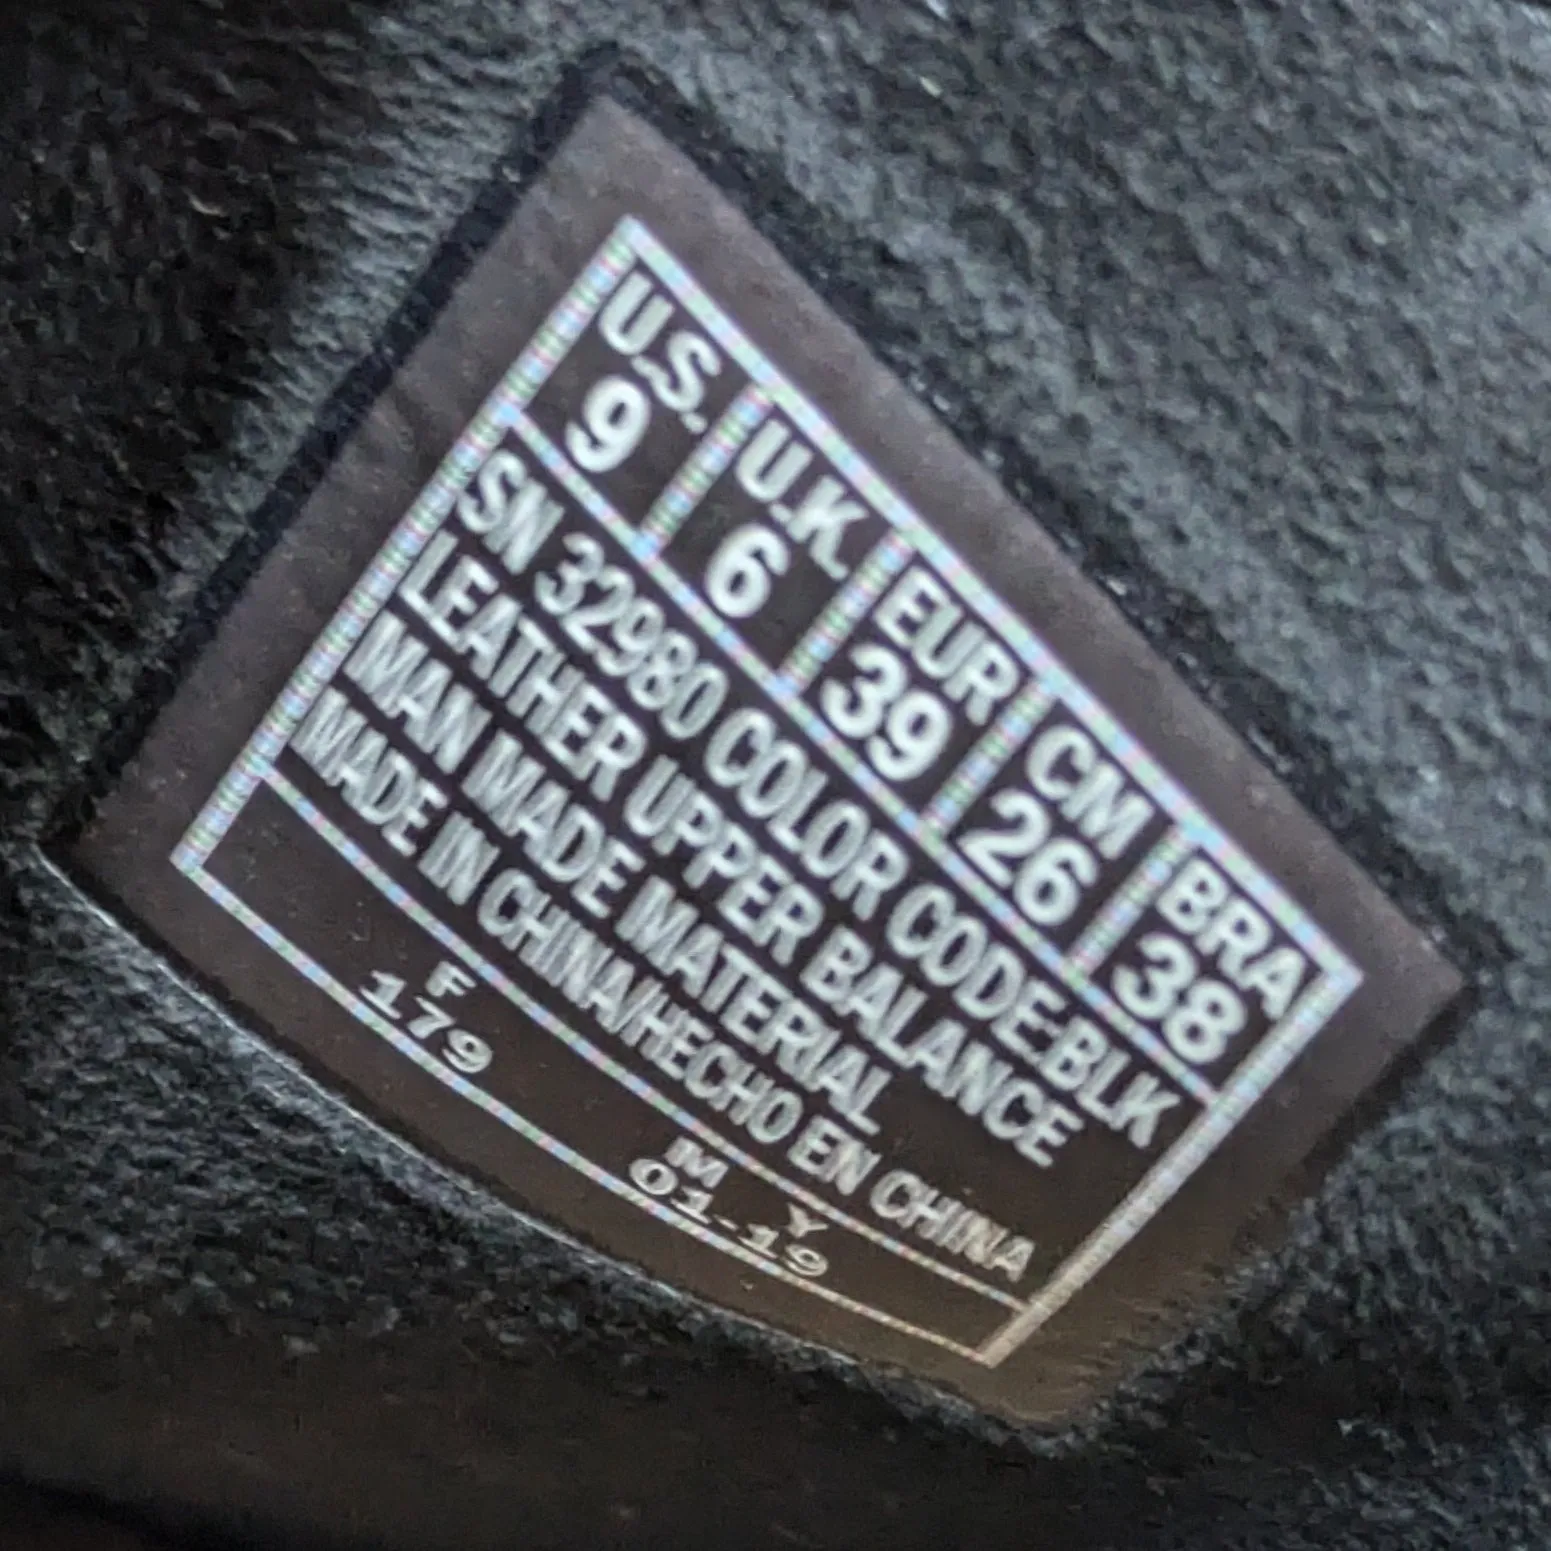 U.S. U.K. EUR CM BRA
9 6 39 26 38
SN 32980 COLOR CODE:BLK
LEATHER UPPER BALANCE
MAN MADE MATERIAL
MADE IN CHINA/HECHO EN CHINA
F M Y
179 01-19